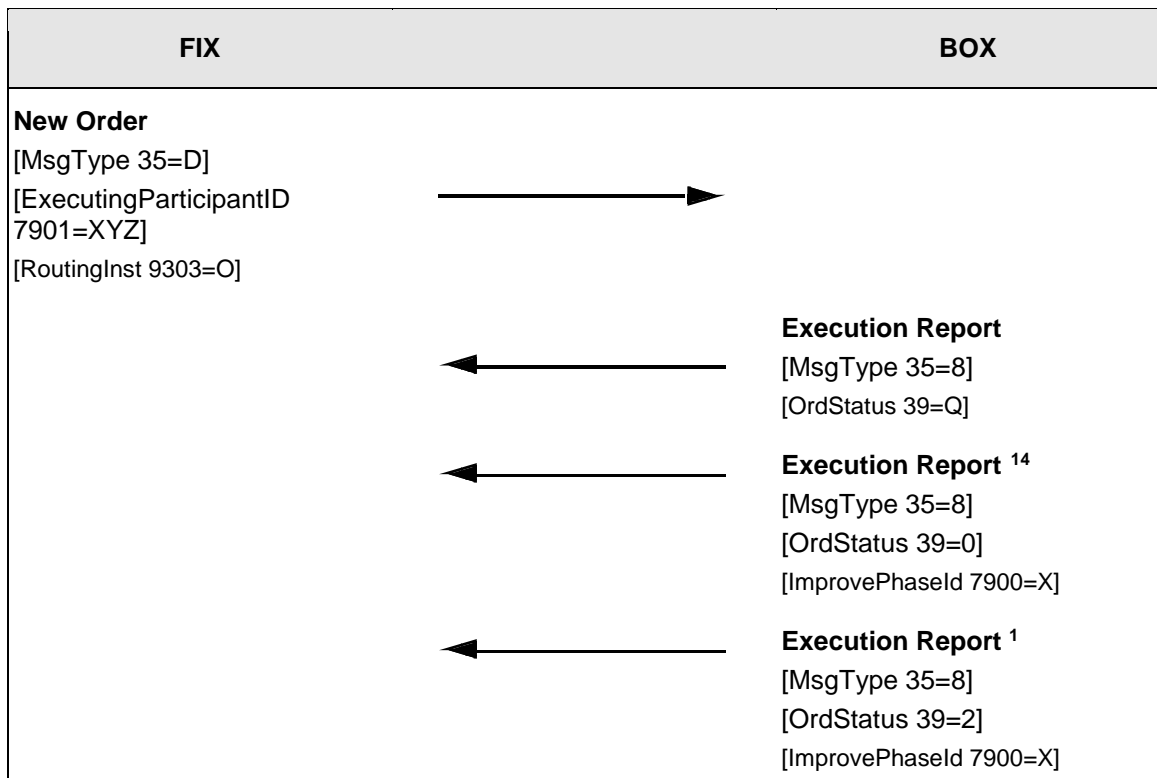 FIX
BOX
New Order
[MsgType 35=D]
[ExecutingParticipantID
7901=XYZ]
[RoutingInst 9303=O]
Execution Report
[MsgType 35=8]
[OrdStatus 39=Q]
Execution Report 14
[MsgType 35=8]
[OrdStatus 39=0]
[ImprovePhaseId 7900=X]
Execution Report 1
[MsgType 35=8]
[OrdStatus 39=2]
[ImprovePhaseId 7900=X]